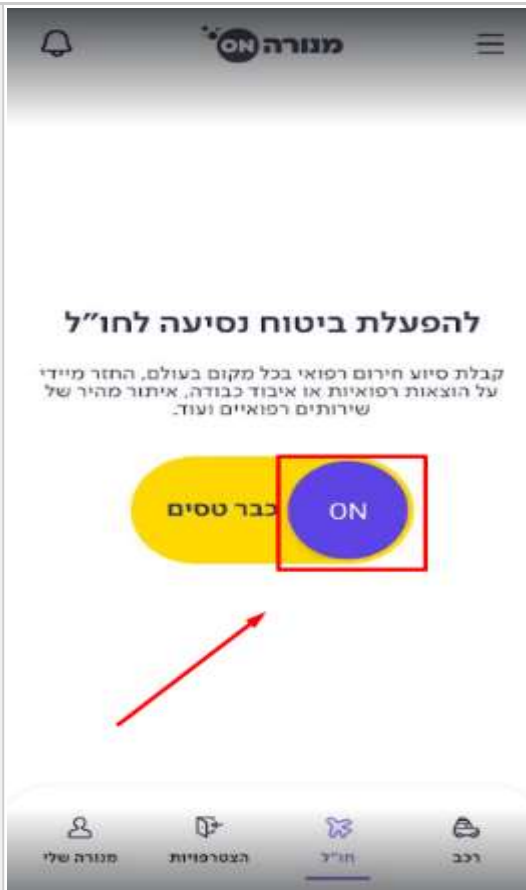 מנורה ON
להפעלת ביטוח נסיעה לחו״ל
קבלת סיוע חירום רפואי בכל מקום בעולם, החזר מיידי
על הוצאות רפואיות או איבוד כבודה, איתור מהיר של
שירותים רפואיים ועוד.
ON כבר טסים
רכב חו״ל הצטרפויות מנורה שלי